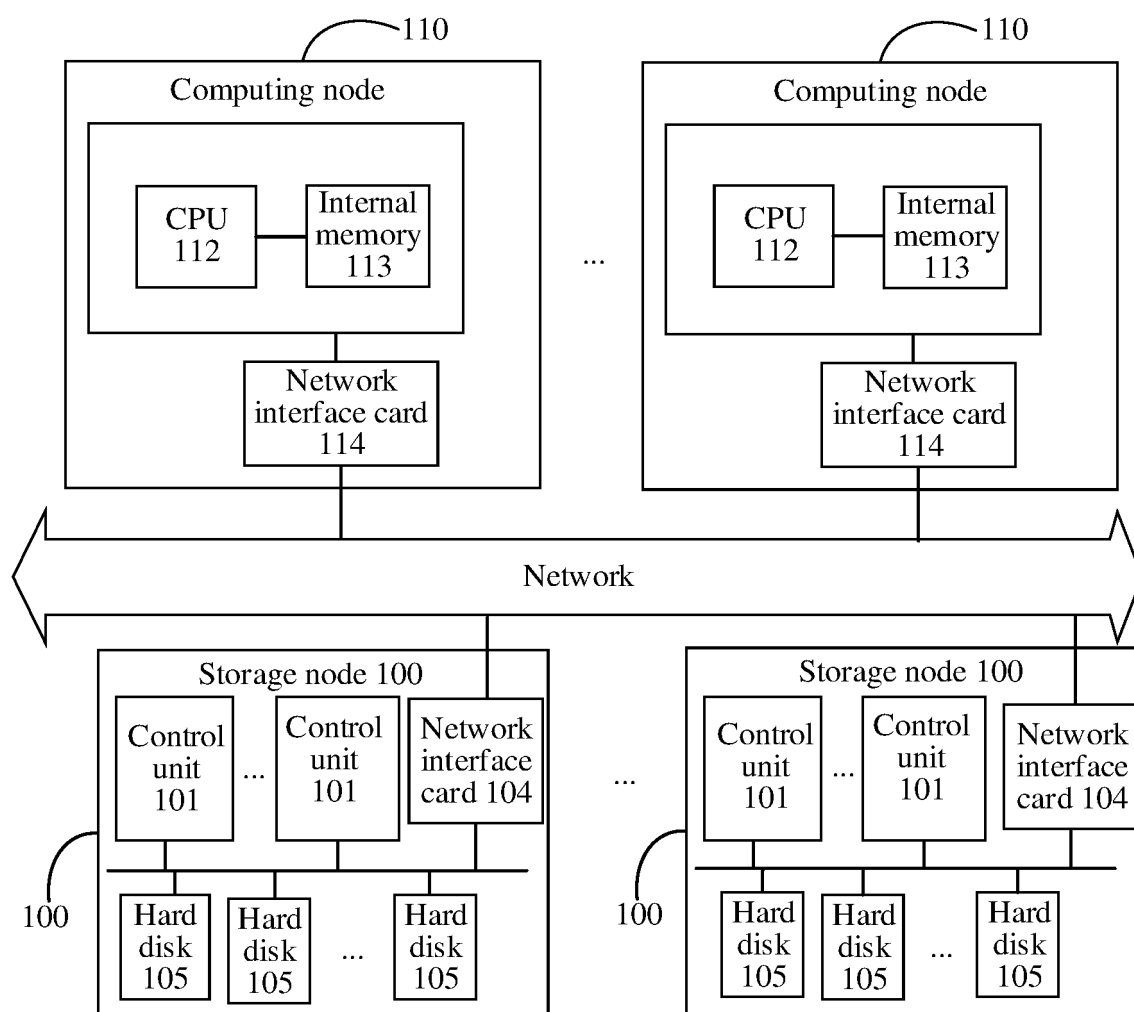 110
110
Computing node
Computing node
CPU
112
Internal
memory
113
...
CPU
112
Internal
memory
113
Network
interface card
114
Network
interface card
114
Network
Storage node 100
Control
unit
101
...
Control
unit
101
Network
interface
card 104
...
Storage node 100
Control
unit
101
...
Control
unit
101
Network
interface
card 104
100
Hard
disk
105
Hard
disk
105
...
Hard
disk
105
100
Hard
disk
105
Hard
disk
105
...
Hard
disk
105